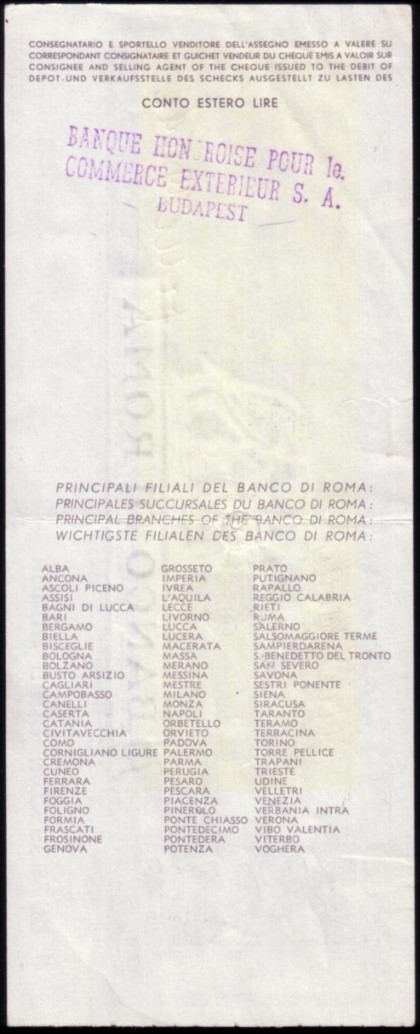 CONSEGNATARIO E SPORTELLO VENDITORE DELL'ASSEGNO EMESSO A VALERE SU
CORRESPONDANT CONSIGNATAIRE ET GUICHET VENDEUR DU CHEQUE EMIS A VALOIR SUR
CONSIGNEE AND SELLING AGENT OF THE CHEQUE ISSUED TO THE DEBIT OF
DEPOT-UND VERKAUFSSTELLE DES SCHECKS AUSGESTELLT ZU LASTEN DES
CONTO ESTERO LIRE
BANQUE HONGROISE POUR le.
COMMERCE EXTERIEUR S. A.
BUDAPEST
PRINCIPALI FILIALI DEL BANCO DI ROMA:
PRINCIPALES SUCCURSALES DU BANCO DI ROMA:
PRINCIPAL BRANCHES OF THE BANCO DI ROMA:
WICHTIGSTE FILIALEN DES BANCO DI ROMA:
ALBA
ANCONA
ASCOLI PICENO
ASSISI
BAGNI DI LUCCA
BARI
BERGAMO
BIELLA
BISCEGLIE
BOLOGNA
BOLZANO
BUSTO ARSIZIO
CAGLIARI
CAMPOBASSO
CANELLI
CASERTA
CATANIA
CIVITAVECCHIA
COMO
CORNIGLIANO LIGURE
CREMONA
CUNEO
FERRARA
FIRENZE
FOGGIA
FOLIGNO
FORMIA
FRASCATI
FROSINONE
GENOVA
GROSSETO
IMPERIA
IVREA
L'AQUILA
LECCE
LIVORNO
LUCCA
LUCERA
MACERATA
MASSA
MERANO
MESSINA
MESTRE
MILANO
MONZA
NAPOLI
ORBETELLO
ORVIETO
PADOVA
PALERMO
PARMA
PERUGIA
PESARO
PESCARA
PIACENZA
PINEROLO
PONTE CHIASSO
PONTEDECIMO
PONTEDERA
POTENZA
PRATO
PUTIGNANO
RAPALLO
REGGIO CALABRIA
RIETI
ROMA
SALERNO
SALSOMAGGIORE TERME
SAMPIERDARENA
S. BENEDETTO DEL TRONTO
SAN SEVERO
SAVONA
SESTRI PONENTE
SIENA
SIRACUSA
TARANTO
TERAMO
TERRACINA
TORINO
TORRE PELLICE
TRAPANI
TRIESTE
UDINE
VELLETRI
VENEZIA
VERBANIA INTRA
VERONA
VIBO VALENTIA
VITERBO
VOGHERA